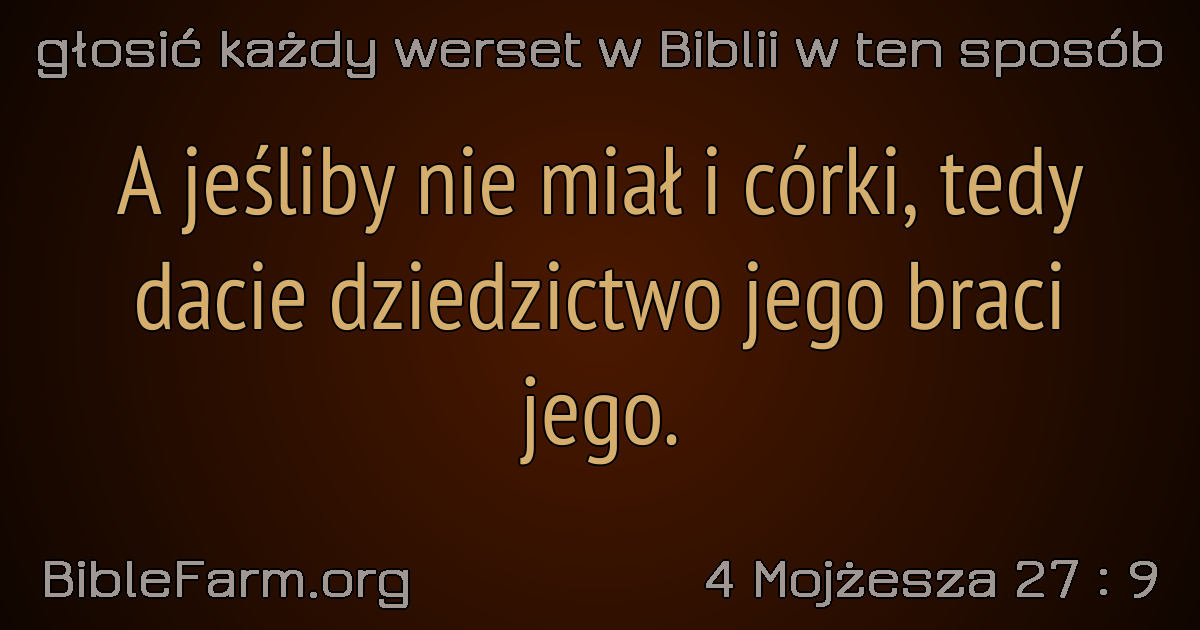 głosić każdy werset w Biblii w ten sposób
A jeśliby nie miał i córki, tedy
dacie dziedzictwo jego braci
jego.
BibleFarm.org
4 Mojżesza 27 : 9